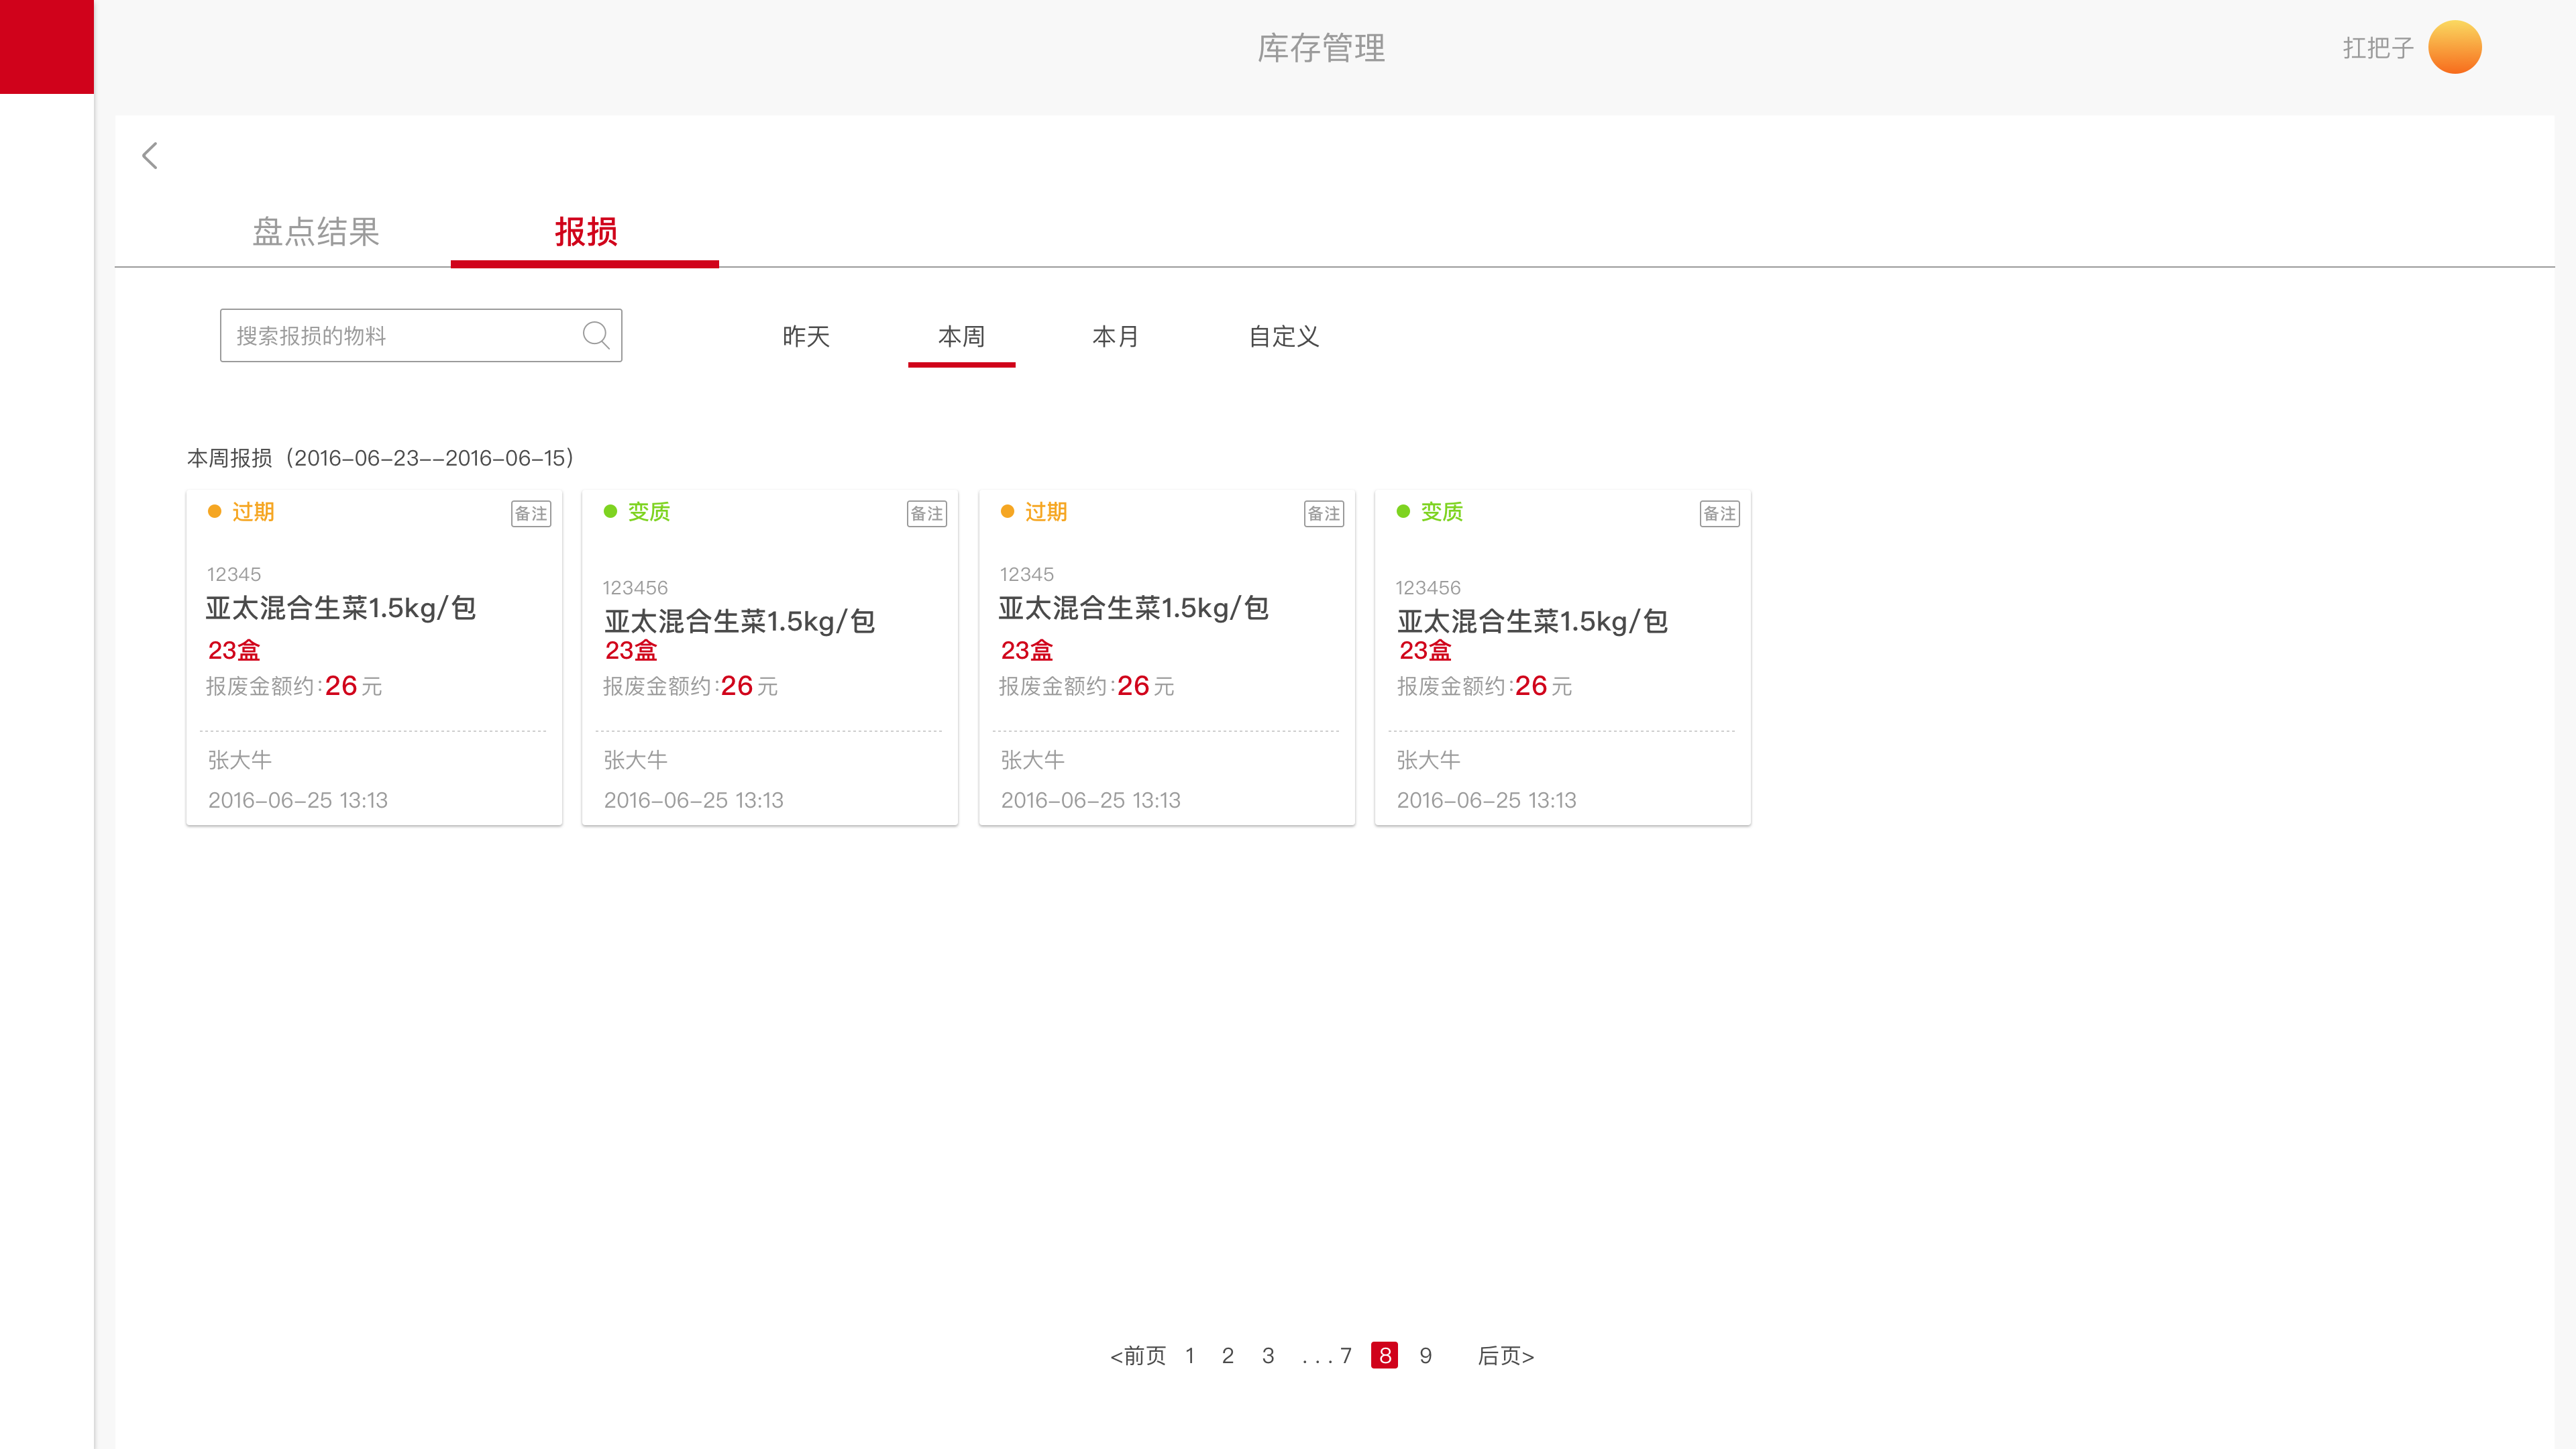 库存管理
扛把子
盘点结果 报损
搜索报损的物料 昨天 本周 本月 自定义
本周报损（2016-06-23--2016-06-15）
过期 备注
12345
亚太混合生菜1.5kg/包
23盒
报废金额约:26元
张大牛
2016-06-25 13:13
变质 备注
123456
亚太混合生菜1.5kg/包
23盒
报废金额约:26元
张大牛
2016-06-25 13:13
过期 备注
12345
亚太混合生菜1.5kg/包
23盒
报废金额约:26元
张大牛
2016-06-25 13:13
变质 备注
123456
亚太混合生菜1.5kg/包
23盒
报废金额约:26元
张大牛
2016-06-25 13:13
<前页 1 2 3 ...7 8 9 后页>